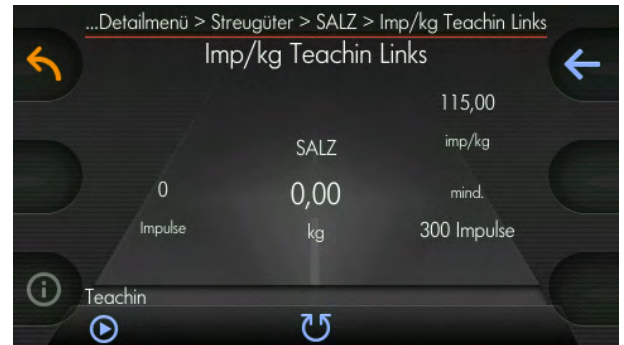 ...Detailmenü > Streugüter > SALZ > Imp/kg Teachin Links
Imp/kg Teachin Links
115,00
imp/kg
SALZ
0
0,00
mind.
Impulse
kg
300 Impulse
Teachin